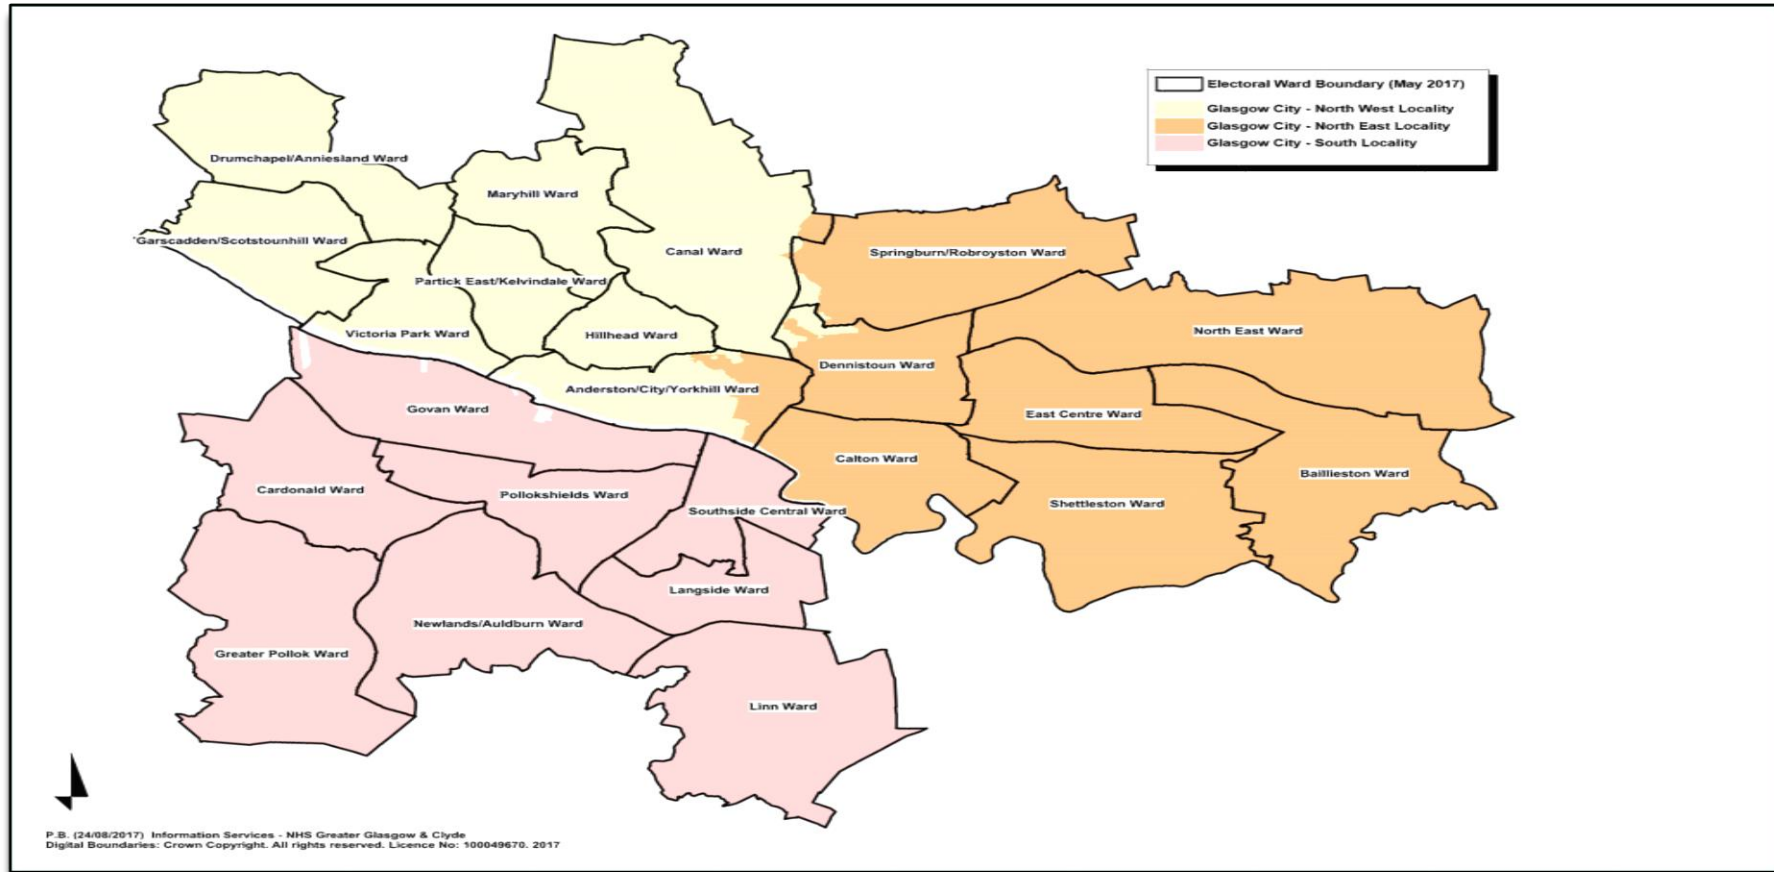 Electoral Ward Boundary (May 2017)
Glasgow City - North West Locality
Glasgow City - North East Locality
Glasgow City - South Locality
Drumchapel/Anniesland Ward
Maryhill Ward
Garscadden/Scotstounhill Ward
Canal Ward
Springburn/Robroyston Ward
Partick East/Kelvindale Ward
Victoria Park Ward
Hillhead Ward
North East Ward
Dennistoun Ward
Anderston/City/Yorkhill Ward
Govan Ward
East Centre Ward
Calton Ward
Baillieston Ward
Cardonald Ward
Pollokshields Ward
Shettleston Ward
Southside Central Ward
Langside Ward
Newlands/Auldburn Ward
Greater Pollok Ward
Linn Ward
P.B. (24/08/2017) Information Services - NHS Greater Glasgow & Clyde
Digital Boundaries: Crown Copyright. All rights reserved. Licence No: 100049670. 2017